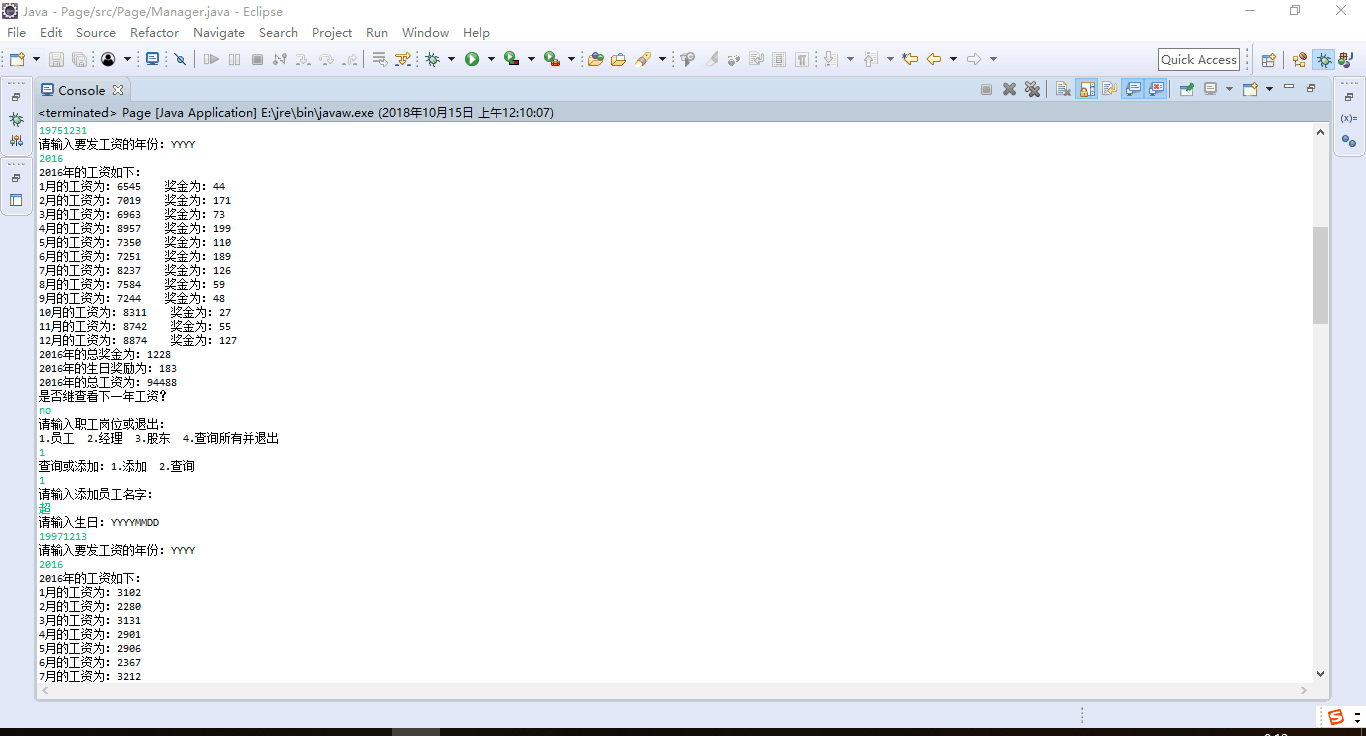 Java - Page/src/Page/Manager.java - Eclipse
File Edit Source Refactor Navigate Search Project Run Window Help
Quick Access
Console
<terminated> Page [Java Application] E:\jre\bin\javaw.exe (2018年10月15日 上午12:10:07)
19751231
请输入要发工资的年份：YYYY
2016
2016年的工资如下：
1月的工资为：6545 奖金为：44
2月的工资为：7019 奖金为：171
3月的工资为：6963 奖金为：73
4月的工资为：8957 奖金为：199
5月的工资为：7350 奖金为：110
6月的工资为：7251 奖金为：189
7月的工资为：8237 奖金为：126
8月的工资为：7584 奖金为：59
9月的工资为：7244 奖金为：48
10月的工资为：8311 奖金为：27
11月的工资为：8742 奖金为：55
12月的工资为：8874 奖金为：127
2016年的总奖金为：1228
2016年的生日奖励为：183
2016年的总工资为：94488
是否继查看下一年工资？
no
请输入职工岗位或退出：
1.员工 2.经理 3.股东 4.查询所有并退出
1
查询或添加：1.添加 2.查询
1
请输入添加员工名字：
超
请输入生日：YYYYMMDD
19971213
请输入要发工资的年份：YYYY
2016
2016年的工资如下：
1月的工资为：3102
2月的工资为：2280
3月的工资为：3131
4月的工资为：2901
5月的工资为：2906
6月的工资为：2367
7月的工资为：3212
(x)=